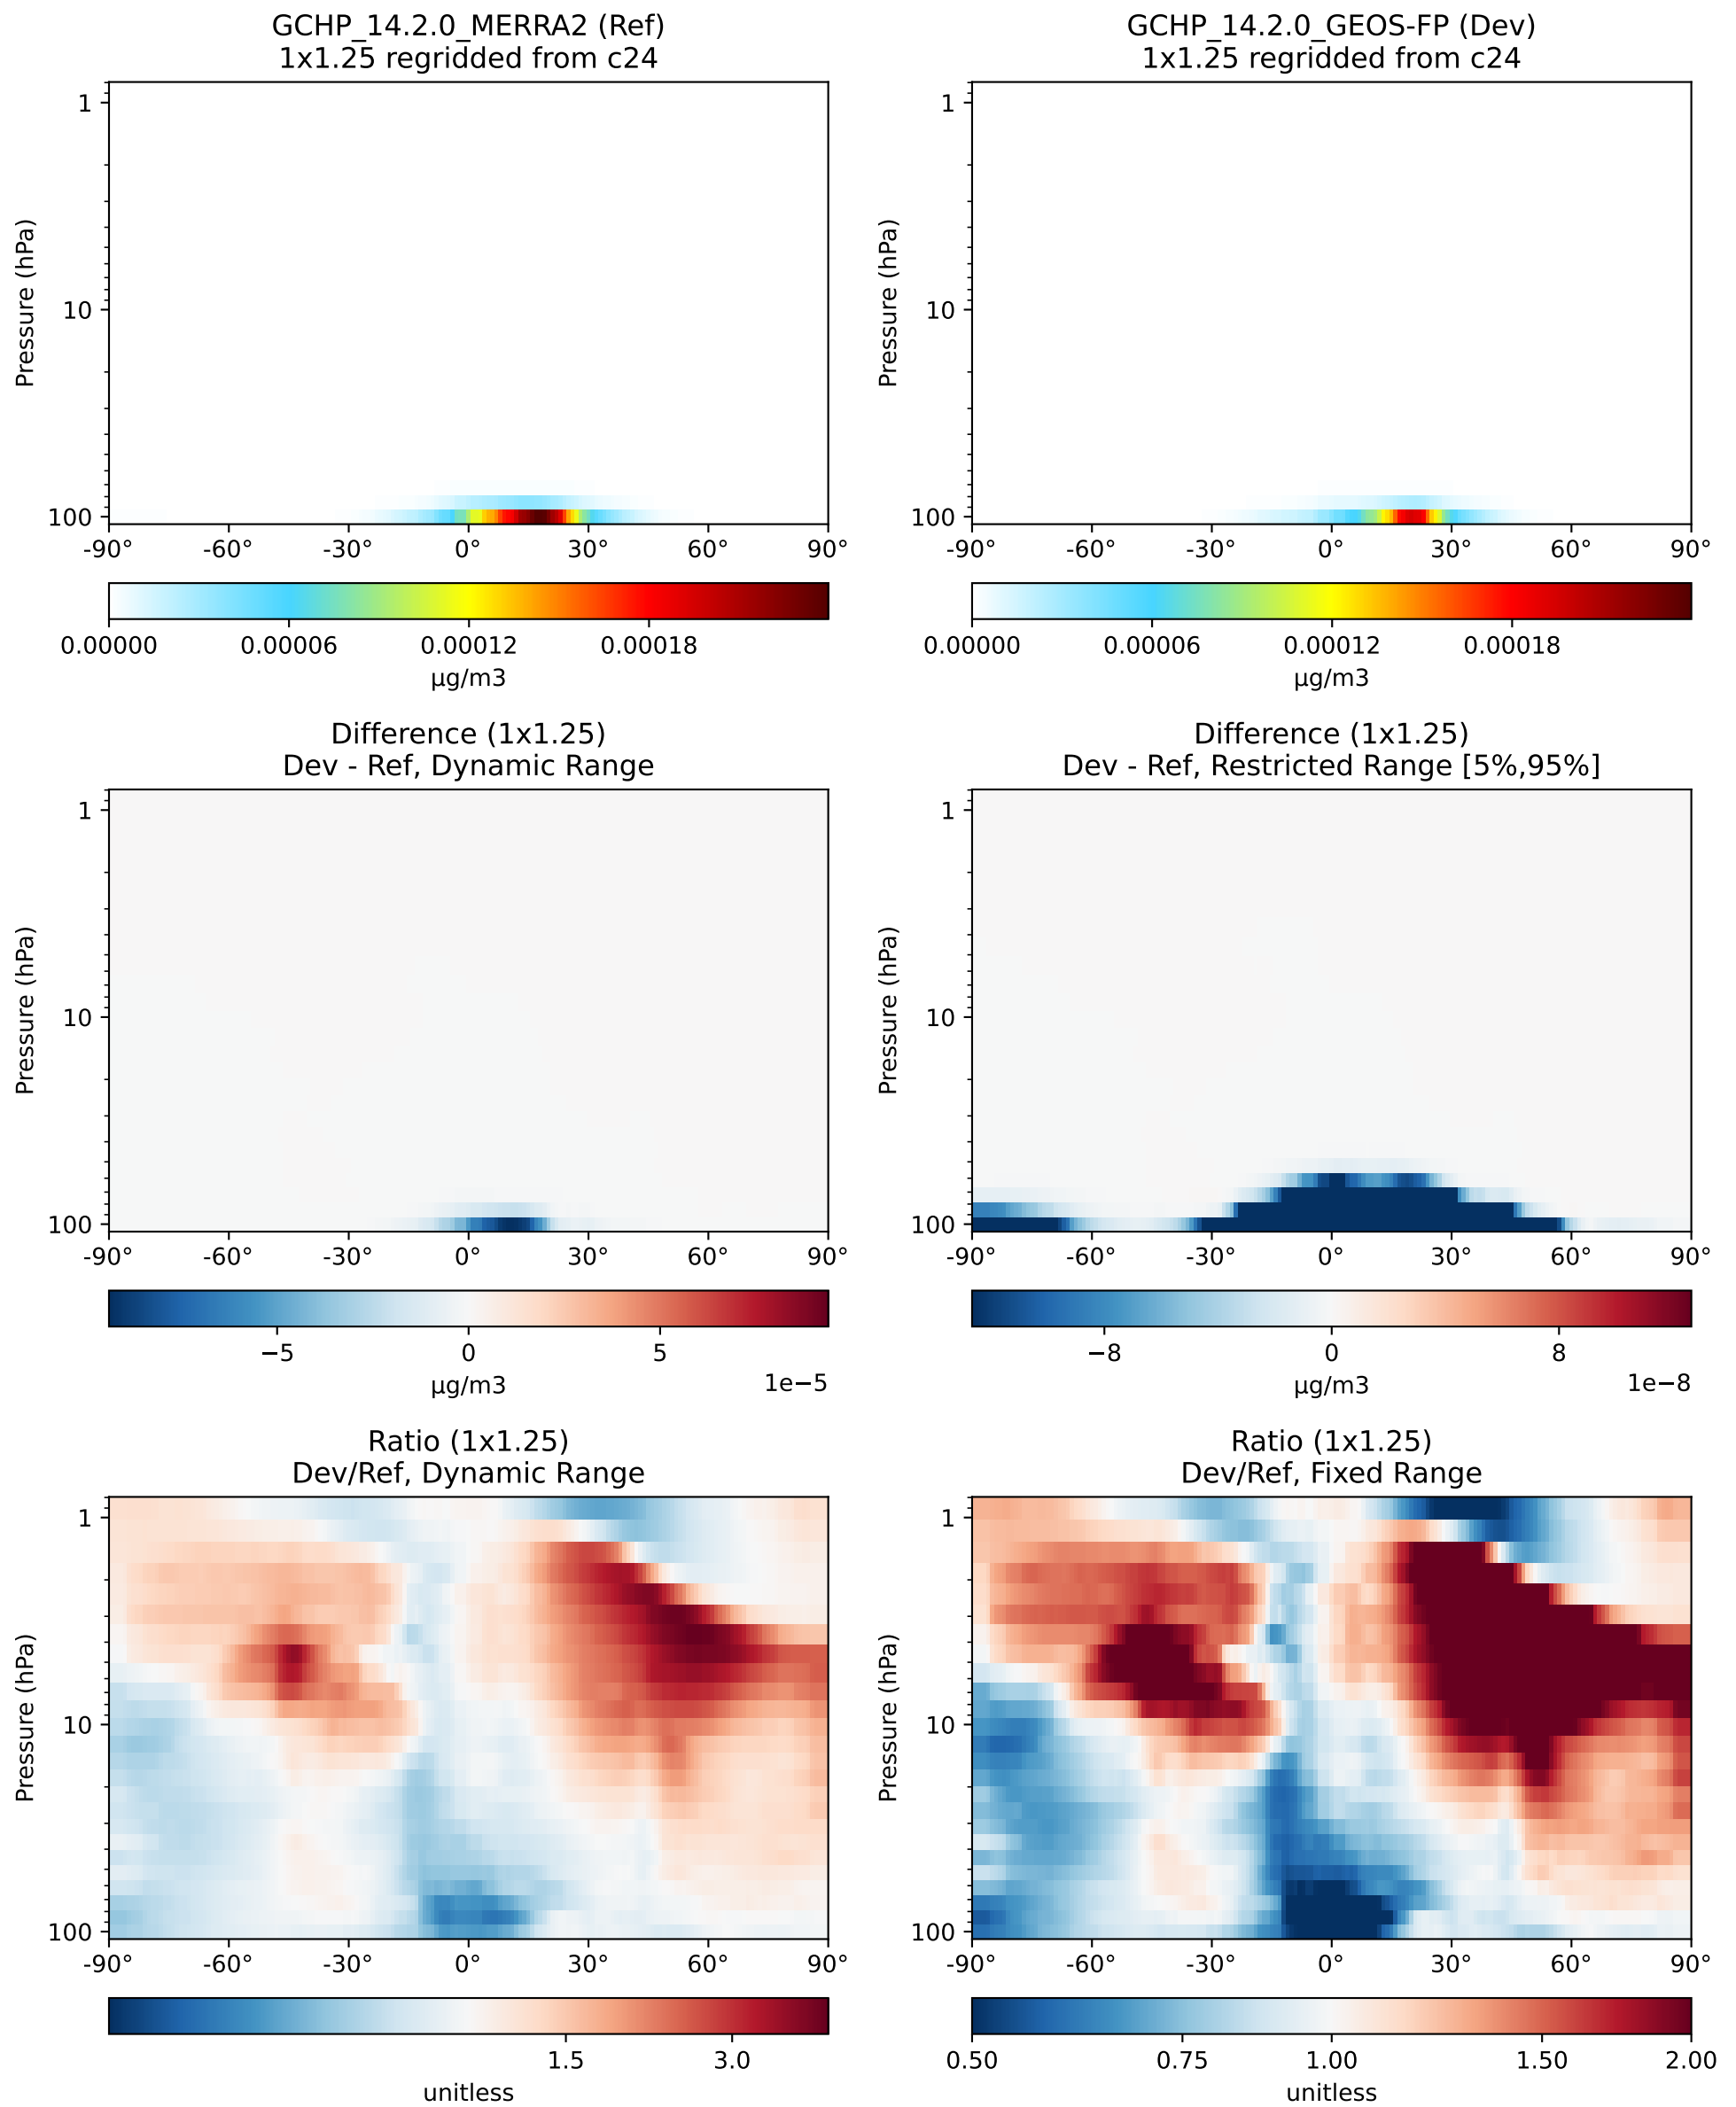 GCHP_14.2.0_MERRA2 (Ref)
1x1.25 regridded from c24
Pressure (hPa)
1
10
100
-90° -60° -30° 0° 30° 60° 90°
0.00000 0.00006 0.00012 0.00018
µg/m3
GCHP_14.2.0_GEOS-FP (Dev)
1x1.25 regridded from c24
Pressure (hPa)
1
10
100
-90° -60° -30° 0° 30° 60° 90°
0.00000 0.00006 0.00012 0.00018
µg/m3
Difference (1x1.25)
Dev - Ref, Dynamic Range
Pressure (hPa)
1
10
100
-90° -60° -30° 0° 30° 60° 90°
−5 0 5
µg/m3 1e−5
Difference (1x1.25)
Dev - Ref, Restricted Range [5%,95%]
Pressure (hPa)
1
10
100
-90° -60° -30° 0° 30° 60° 90°
−8 0 8
µg/m3 1e−8
Ratio (1x1.25)
Dev/Ref, Dynamic Range
Pressure (hPa)
1
10
100
-90° -60° -30° 0° 30° 60° 90°
1.5 3.0
unitless
Ratio (1x1.25)
Dev/Ref, Fixed Range
Pressure (hPa)
1
10
100
-90° -60° -30° 0° 30° 60° 90°
0.50 0.75 1.00 1.50 2.00
unitless